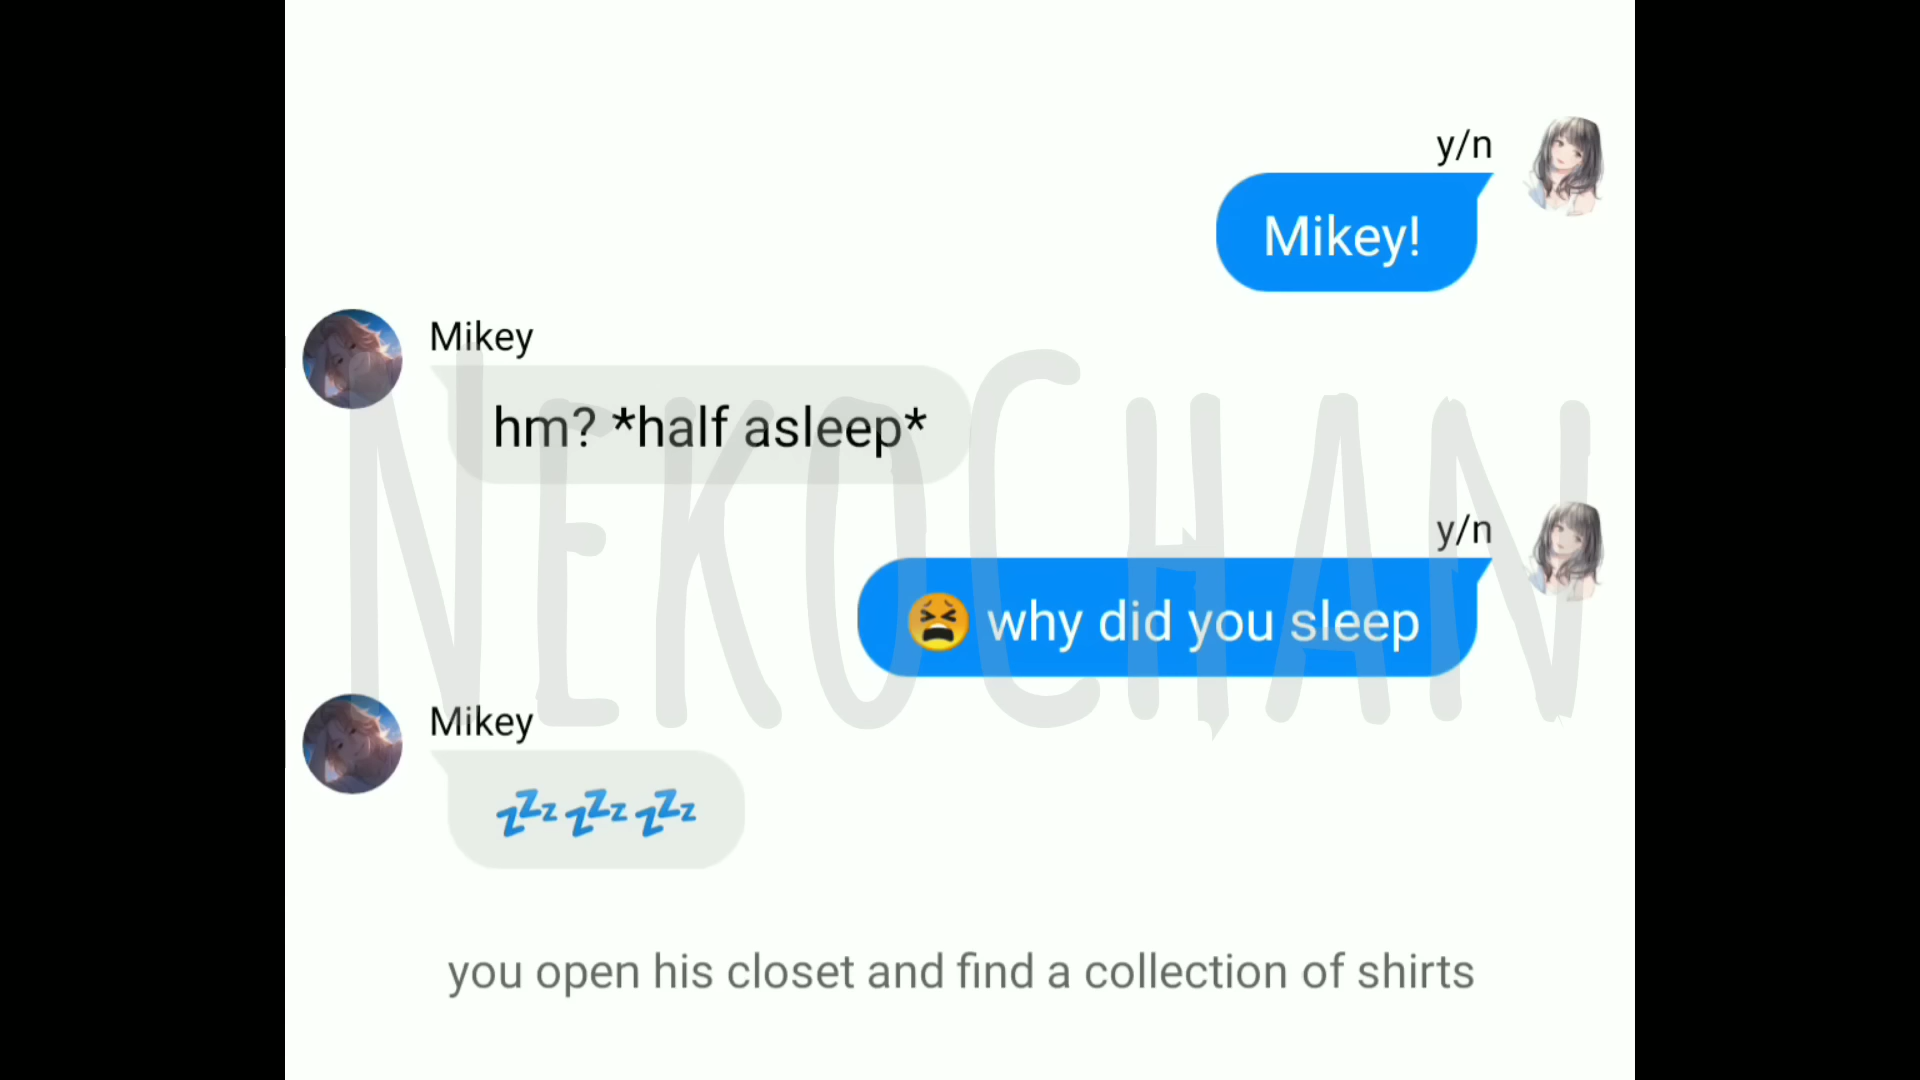 y/n
Mikey!
Mikey
hm? *half asleep*
y/n
😫 why did you sleep
Mikey
💤💤💤
you open his closet and find a collection of shirts
NEKOCHAN